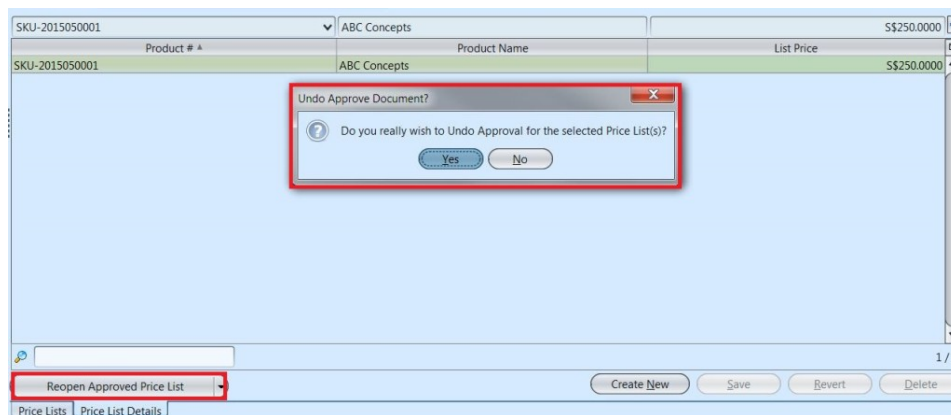 SKU-2015050001 ABC Concepts S$250.0000
Product # Product Name List Price
SKU-2015050001 ABC Concepts S$250.0000
Undo Approve Document?
Do you really wish to Undo Approval for the selected Price List(s)?
Yes No
1 /
Reopen Approved Price List Create New Save Revert Delete
Price Lists Price List Details